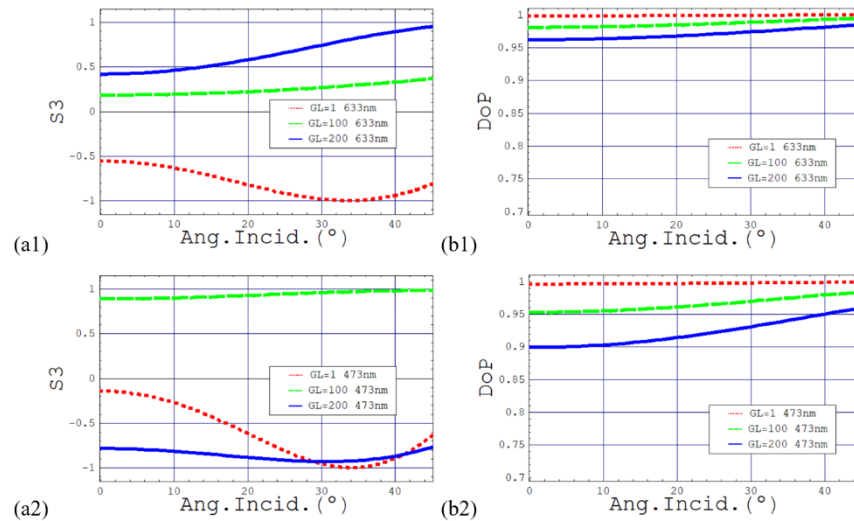 (a1)
S3
1
0.5
0
-0.5
-1
0 10 20 30 40
Ang.Incid.(°)
GL=1 633nm
GL=100 633nm
GL=200 633nm
(b1)
DoP
1
0.95
0.9
0.85
0.8
0.75
0.7
0 10 20 30 40
Ang.Incid.(°)
GL=1 633nm
GL=100 633nm
GL=200 633nm
(a2)
S3
1
0.5
0
-0.5
-1
0 10 20 30 40
Ang.Incid.(°)
GL=1 473nm
GL=100 473nm
GL=200 473nm
(b2)
DoP
1
0.95
0.9
0.85
0.8
0.75
0.7
0 10 20 30 40
Ang.Incid.(°)
GL=1 473nm
GL=100 473nm
GL=200 473nm